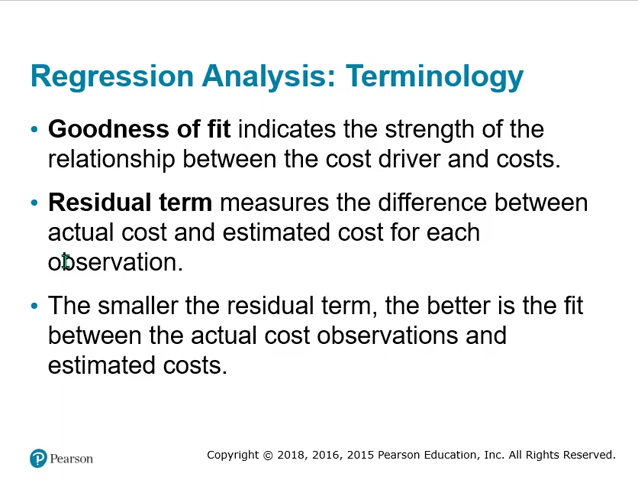 Regression Analysis: Terminology
• Goodness of fit indicates the strength of the
relationship between the cost driver and costs.
• Residual term measures the difference between
actual cost and estimated cost for each
observation.
• The smaller the residual term, the better is the fit
between the actual cost observations and
estimated costs.
Pearson
Copyright © 2018, 2016, 2015 Pearson Education, Inc. All Rights Reserved.